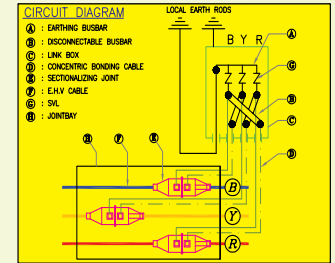 CIRCUIT DIAGRAM
LOCAL EARTH RODS
A : EARTHING BUSBAR
B : DISCONNECTABLE BUSBAR
C : LINK BOX
D : CONCENTRIC BONDING CABLE
E : SECTIONALIZING JOINT
F : E.H.V CABLE
G : SVL
H : JOINTBAY
B Y R
A
G
B
C
D
H F E
B
Y
R